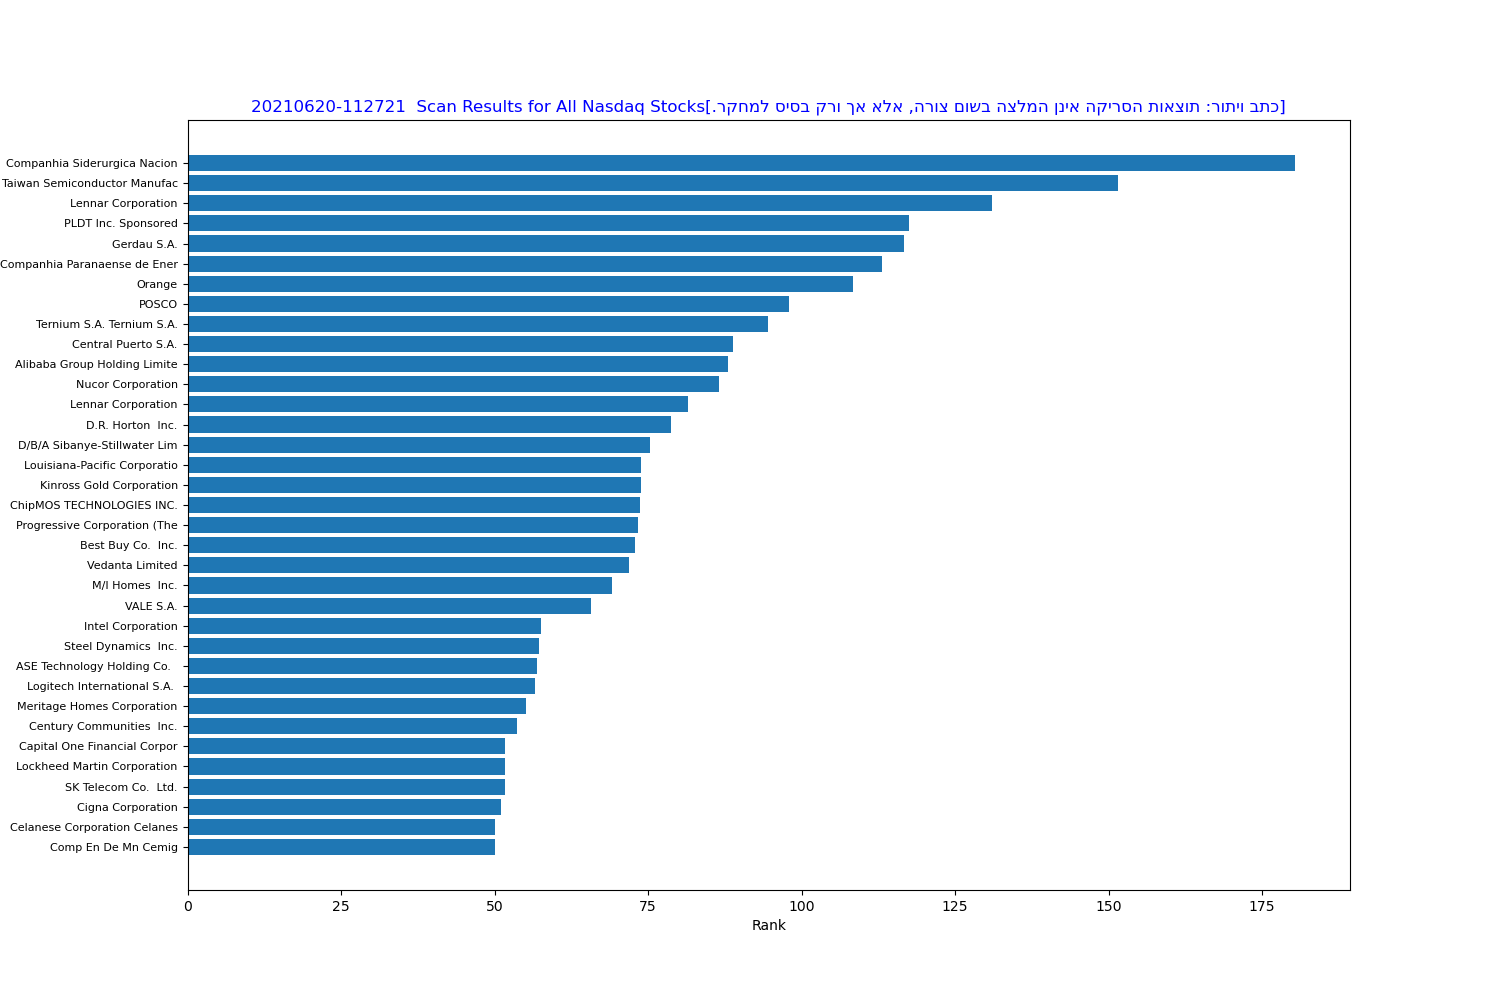 20210620-112721  Scan Results for All Nasdaq Stocks[כתב ויתור: תוצאות הסריקה אינן המלצה בשום צורה, אלא אך ורק בסיס למחקר.]
Companhia Siderurgica Nacion
Taiwan Semiconductor Manufac
Lennar Corporation
PLDT Inc. Sponsored
Gerdau S.A.
Companhia Paranaense de Ener
Orange
POSCO
Ternium S.A. Ternium S.A.
Central Puerto S.A.
Alibaba Group Holding Limite
Nucor Corporation
Lennar Corporation
D.R. Horton  Inc.
D/B/A Sibanye-Stillwater Lim
Louisiana-Pacific Corporatio
Kinross Gold Corporation
ChipMOS TECHNOLOGIES INC.
Progressive Corporation (The
Best Buy Co.  Inc.
Vedanta Limited
M/I Homes  Inc.
VALE S.A.
Intel Corporation
Steel Dynamics  Inc.
ASE Technology Holding Co.
Logitech International S.A.
Meritage Homes Corporation
Century Communities  Inc.
Capital One Financial Corpor
Lockheed Martin Corporation
SK Telecom Co.  Ltd.
Cigna Corporation
Celanese Corporation Celanes
Comp En De Mn Cemig
0 25 50 75 100 125 150 175
Rank